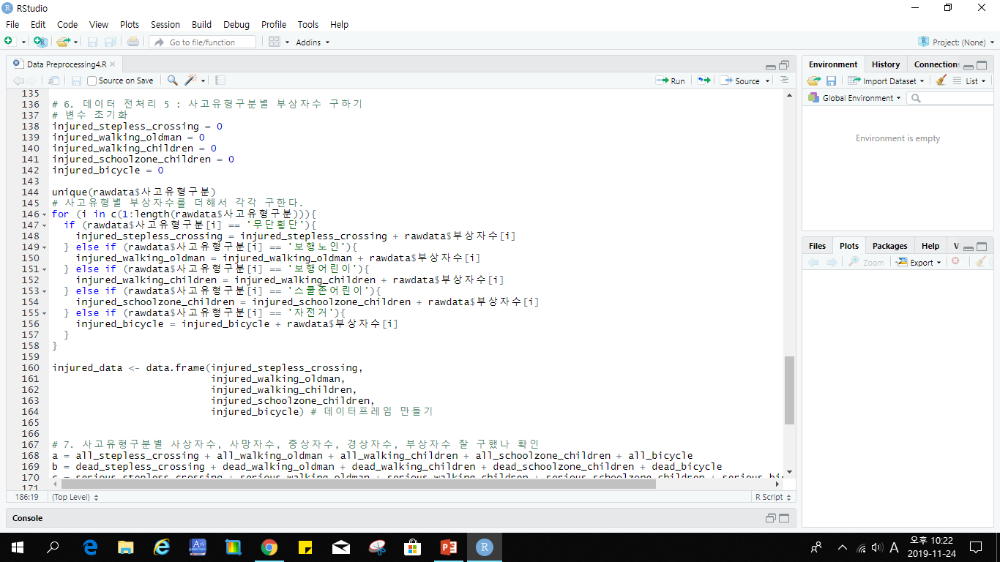 RStudio
File Edit Code View Plots Session Build Debug Profile Tools Help
Go to file/function Addins Project: (None)
Data Preprocessing4.R
Source on Save Run Source
135
136 # 6. 데이터 전처리 5 : 사고유형구분별 부상자수 구하기
137 # 변수 초기화
138 injured_stepless_crossing = 0
139 injured_walking_oldman = 0
140 injured_walking_children = 0
141 injured_schoolzone_children = 0
142 injured_bicycle = 0
143
144 unique(rawdata$사고유형구분)
145 # 사고유형별 부상자수를 더해서 각각 구한다.
146 for (i in c(1:length(rawdata$사고유형구분))){
147 if (rawdata$사고유형구분[i] == '무단횡단'){
148 injured_stepless_crossing = injured_stepless_crossing + rawdata$부상자수[i]
149 } else if (rawdata$사고유형구분[i] == '보행노인'){
150 injured_walking_oldman = injured_walking_oldman + rawdata$부상자수[i]
151 } else if (rawdata$사고유형구분[i] == '보행어린이'){
152 injured_walking_children = injured_walking_children + rawdata$부상자수[i]
153 } else if (rawdata$사고유형구분[i] == '스쿨존어린이'){
154 injured_schoolzone_children = injured_schoolzone_children + rawdata$부상자수[i]
155 } else if (rawdata$사고유형구분[i] == '자전거'){
156 injured_bicycle = injured_bicycle + rawdata$부상자수[i]
157 }
158 }
159
160 injured_data <- data.frame(injured_stepless_crossing,
161 injured_walking_oldman,
162 injured_walking_children,
163 injured_schoolzone_children,
164 injured_bicycle) # 데이터프레임 만들기
165
166
167 # 7. 사고유형구분별 사상자수, 사망자수, 중상자수, 경상자수, 부상자수 잘 구했나 확인
168 a = all_stepless_crossing + all_walking_oldman + all_walking_children + all_schoolzone_children + all_bicycle
169 b = dead_stepless_crossing + dead_walking_oldman + dead_walking_children + dead_schoolzone_children + dead_bicycle
170 c = serious_stepless_crossing + serious_walking_oldman + serious_walking_children + serious_schoolzone_children + serious_bic
171
186:19 (Top Level) R Script
Console
Environment History Connections
Import Dataset List
Global Environment
Environment is empty
Files Plots Packages Help V
Zoom Export
A 오후 10:22
2019-11-24